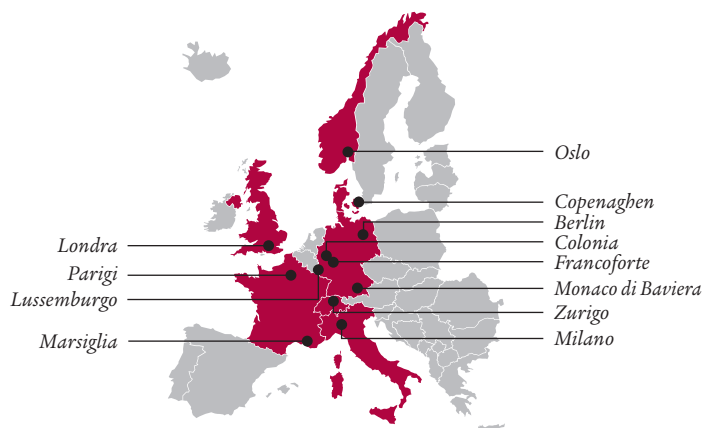 Oslo
Copenaghen
Berlin
Londra
Colonia
Francoforte
Parigi
Monaco di Baviera
Lussemburgo
Zurigo
Marsiglia
Milano